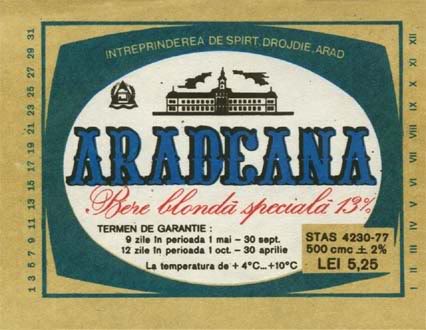 INTREPRINDEREA DE SPIRT, DROJDIE, ARAD
ARADEANA
Bere blondă specială 13%
TERMEN DE GARANTIE :
9 zile în perioada 1 mai – 30 sept.
12 zile în perioada 1 oct. – 30 aprilie
La temperatura de + 4°C...+10°C
STAS 4230-77
500 cmc ± 2%
LEI 5,25
1 3 5 7 9 11 13 15 17 19 21 23 25 27 29 31
I II III IV V VI VII VIII IX X XI XII